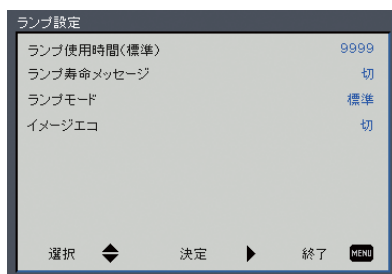 ランプ設定
ランプ使用時間(標準) 9999
ランプ寿命メッセージ 切
ランプモード 標準
イメージエコ 切
選択 決定 終了 MENU